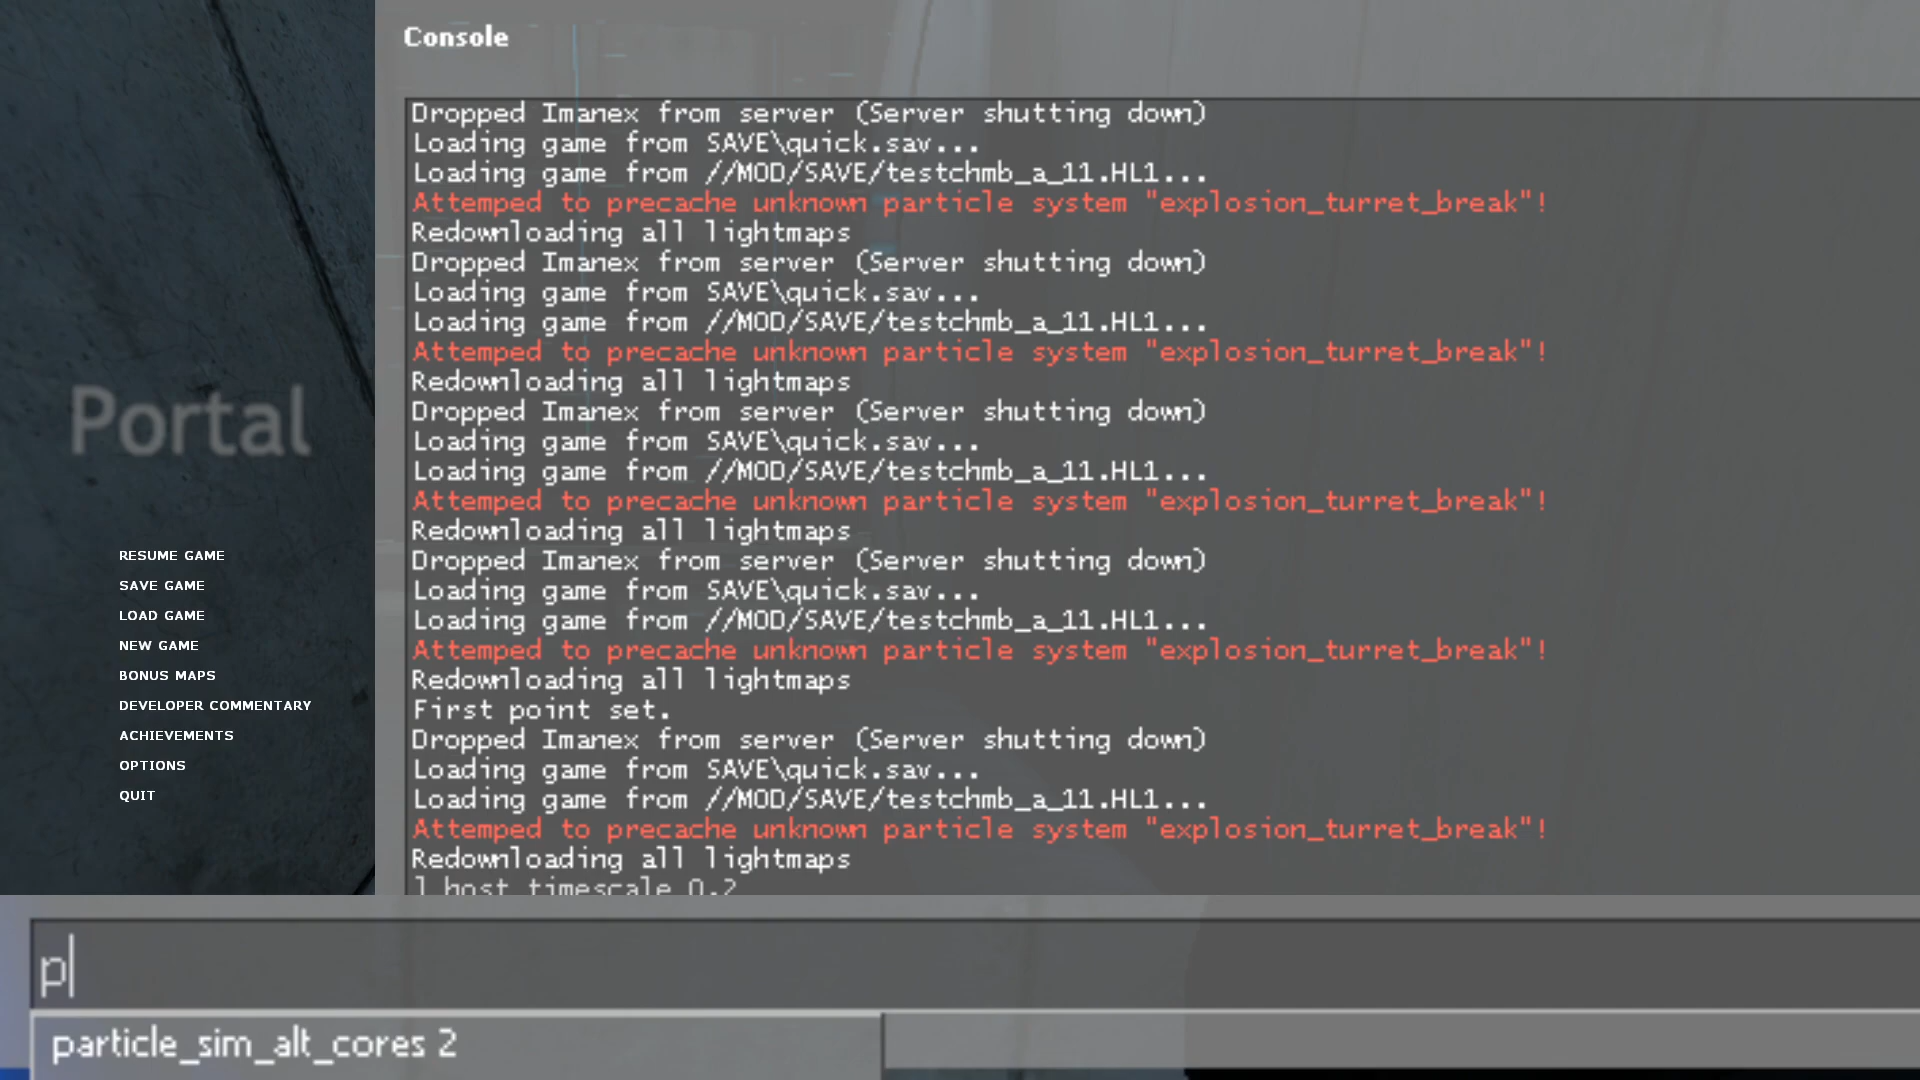 Console
Dropped Imanex from server (Server shutting down)
Loading game from SAVE\quick.sav...
Loading game from //MOD/SAVE/testchmb_a_11.HL1...
Attemped to precache unknown particle system "explosion_turret_break"!
Redownloading all lightmaps
Dropped Imanex from server (Server shutting down)
Loading game from SAVE\quick.sav...
Loading game from //MOD/SAVE/testchmb_a_11.HL1...
Attemped to precache unknown particle system "explosion_turret_break"!
Redownloading all lightmaps
Dropped Imanex from server (Server shutting down)
Loading game from SAVE\quick.sav...
Loading game from //MOD/SAVE/testchmb_a_11.HL1...
Attemped to precache unknown particle system "explosion_turret_break"!
Redownloading all lightmaps
Dropped Imanex from server (Server shutting down)
Loading game from SAVE\quick.sav...
Loading game from //MOD/SAVE/testchmb_a_11.HL1...
Attemped to precache unknown particle system "explosion_turret_break"!
Redownloading all lightmaps
First point set.
Dropped Imanex from server (Server shutting down)
Loading game from SAVE\quick.sav...
Loading game from //MOD/SAVE/testchmb_a_11.HL1...
Attemped to precache unknown particle system "explosion_turret_break"!
Redownloading all lightmaps
] host_timescale 0.2
Portal
RESUME GAME
SAVE GAME
LOAD GAME
NEW GAME
BONUS MAPS
DEVELOPER COMMENTARY
ACHIEVEMENTS
OPTIONS
QUIT
p
particle_sim_alt_cores 2